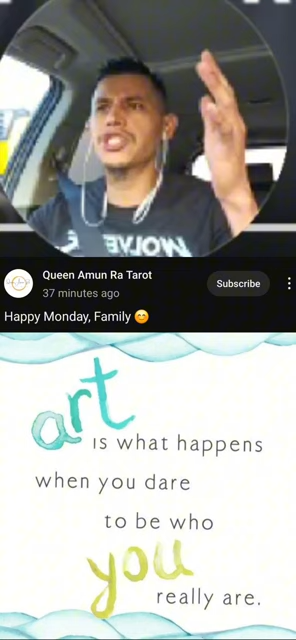 Queen Amun Ra Tarot
37 minutes ago
Subscribe
Happy Monday, Family 😊
art
is what happens
when you dare
to be who
you
really are.